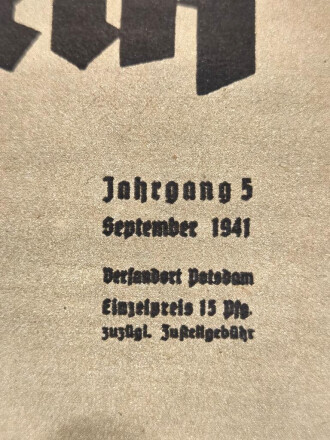 Jahrgang 5
September 1941
Versandort Potsdam
Einzelpreis 15 Pfg.
zuzügl. Zustellgebühr